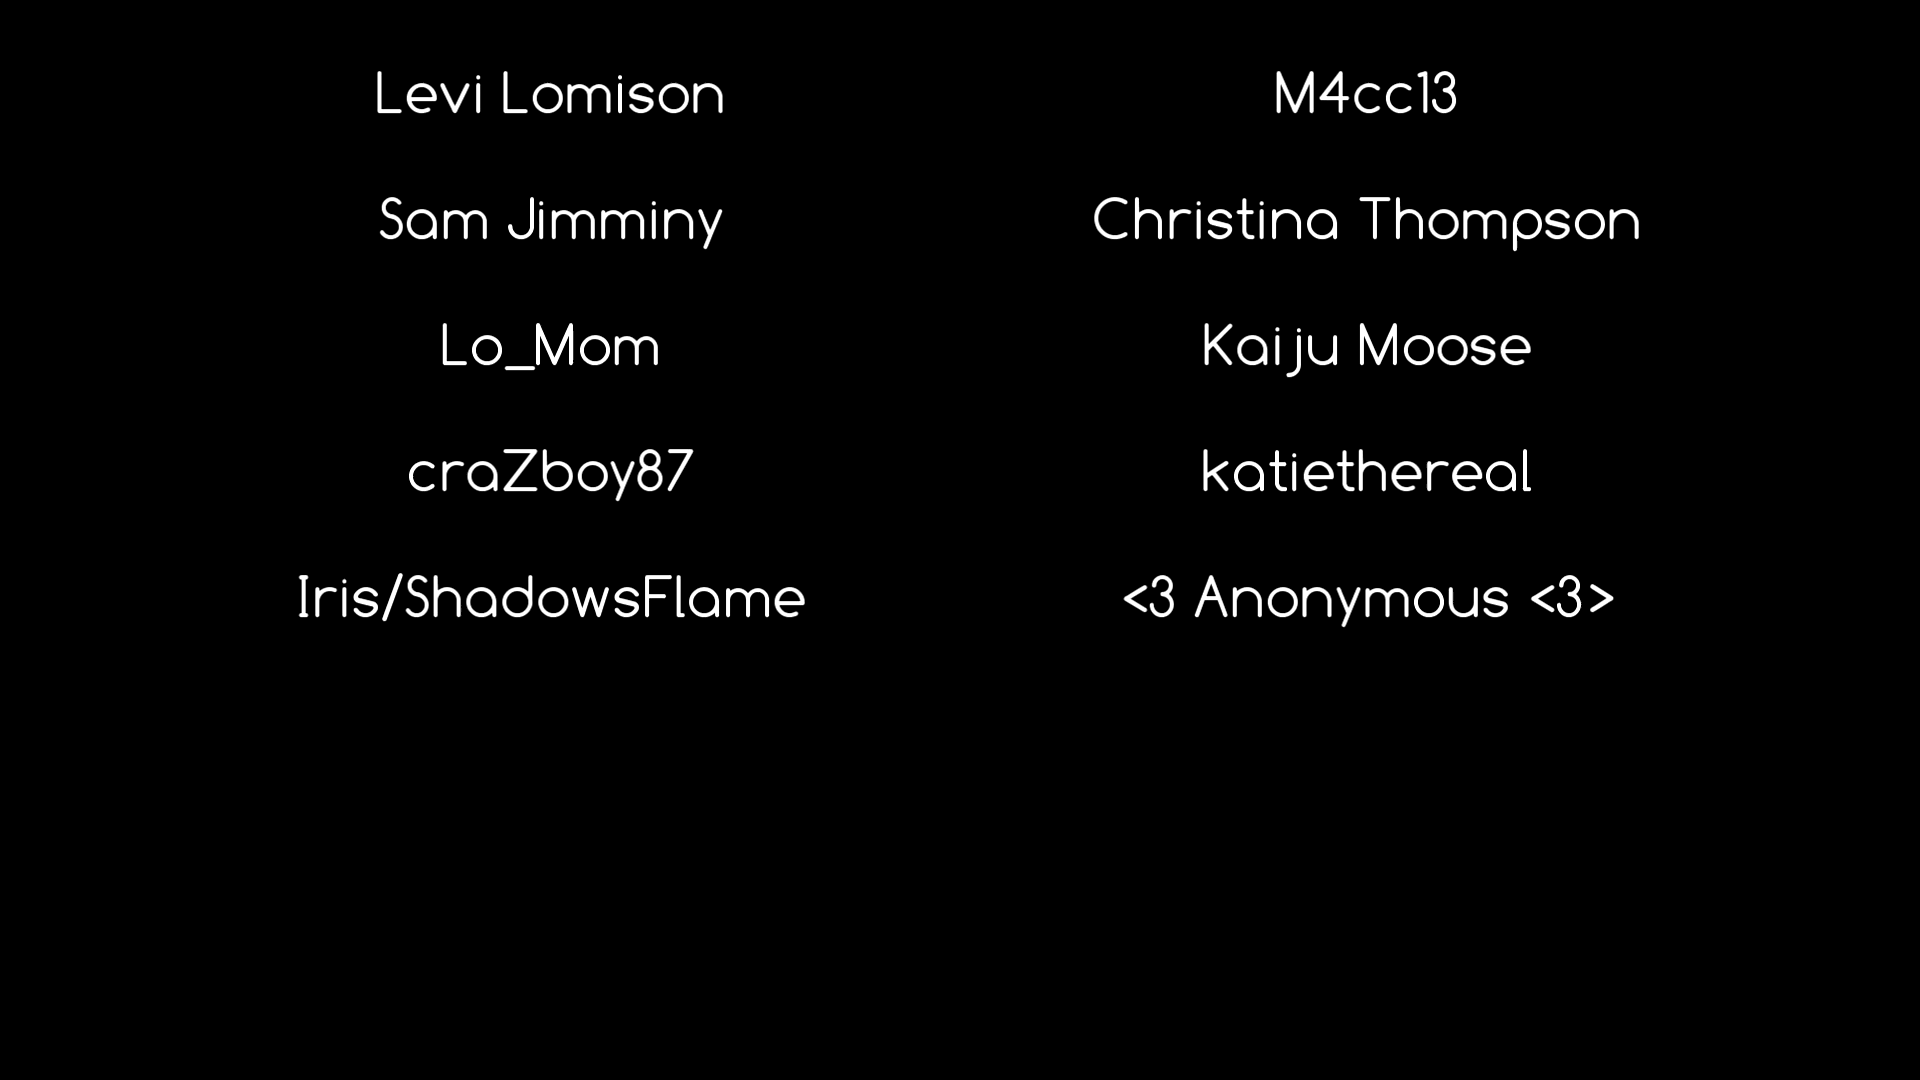 Levi Lomison
M4cc13
Sam Jimminy
Christina Thompson
Lo_Mom
Kaiju Moose
craZboy87
katiethereal
Iris/ShadowsFlame
<3 Anonymous <3>